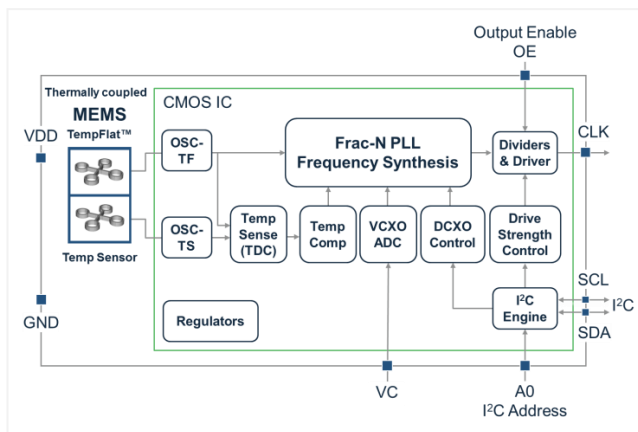 Output Enable
OE
Thermally coupled
MEMS
TempFlat™
VDD
CMOS IC
CLK
OSC-
TF
Frac-N PLL
Frequency Synthesis
Dividers
& Driver
OSC-
TS
Temp
Sense
(TDC)
Temp
Comp
VCXO
ADC
DCXO
Control
Drive
Strength
Control
Temp Sensor
SCL
I²C
SDA
I²C
Engine
GND
Regulators
VC
A0
I²C Address